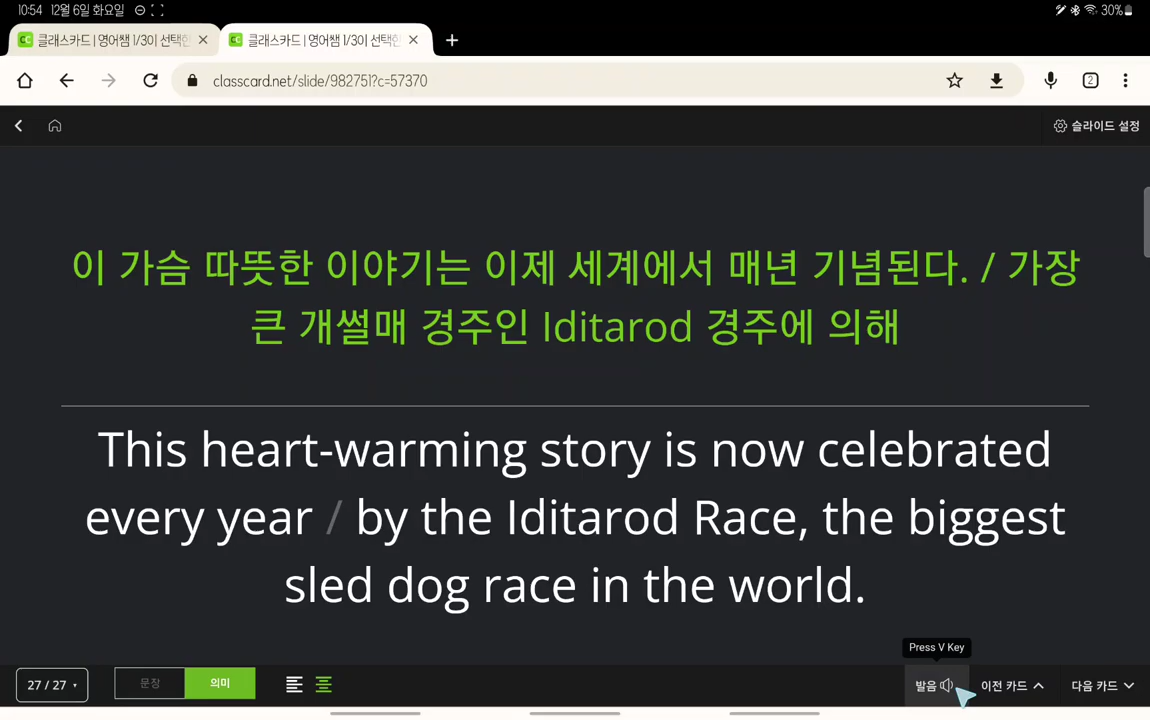 10:54 12월 6일 화요일
30%
클래스카드 | 영어쌤 1/30| 선택한
클래스카드 | 영어쌤 1/30| 선택한
classcard.net/slide/982751?c=57370
2
슬라이드 설정
이 가슴 따뜻한 이야기는 이제 세계에서 매년 기념된다. / 가장
큰 개썰매 경주인 Iditarod 경주에 의해
This heart-warming story is now celebrated
every year / by the Iditarod Race, the biggest
sled dog race in the world.
Press V Key
27 / 27
문장
의미
발음
이전 카드
다음 카드